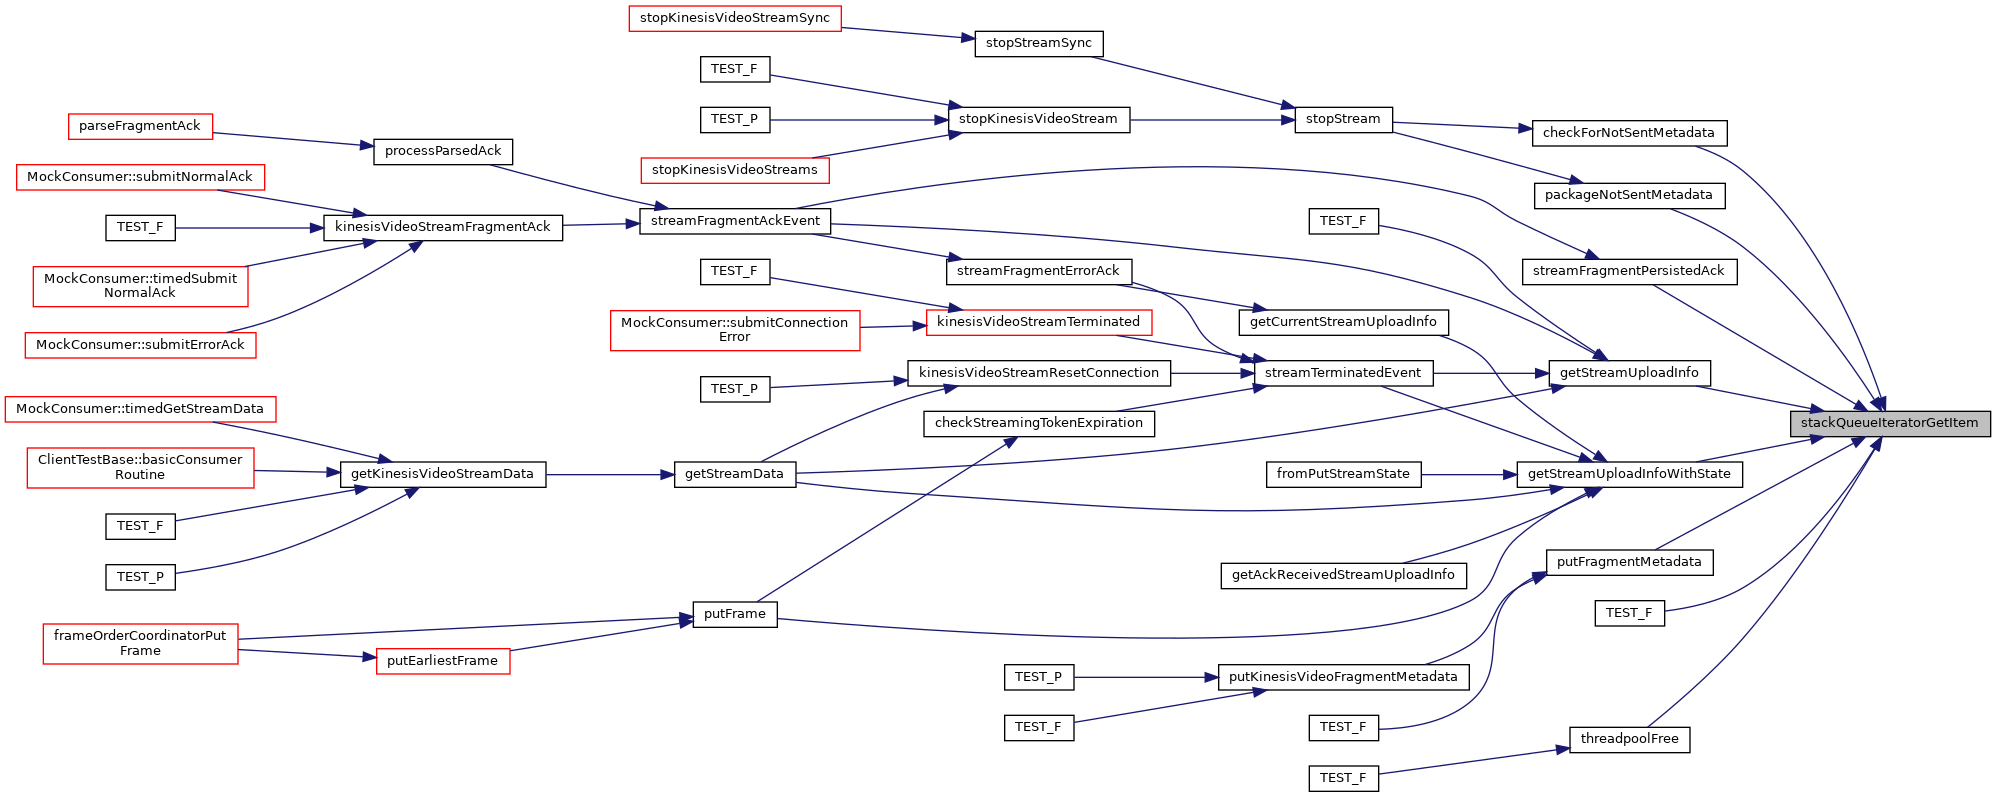 stopKinesisVideoStreamSync
stopStreamSync
TEST_F
TEST_P
stopKinesisVideoStream
stopStream
checkForNotSentMetadata
parseFragmentAck
processParsedAck
stopKinesisVideoStreams
MockConsumer::submitNormalAck
packageNotSentMetadata
TEST_F
kinesisVideoStreamFragmentAck
streamFragmentAckEvent
TEST_F
MockConsumer::timedSubmit
NormalAck
TEST_F
streamFragmentErrorAck
streamFragmentPersistedAck
MockConsumer::submitErrorAck
MockConsumer::submitConnection
Error
kinesisVideoStreamTerminated
getCurrentStreamUploadInfo
TEST_P
kinesisVideoStreamResetConnection
streamTerminatedEvent
getStreamUploadInfo
MockConsumer::timedGetStreamData
checkStreamingTokenExpiration
stackQueueIteratorGetItem
ClientTestBase::basicConsumer
Routine
getKinesisVideoStreamData
getStreamData
fromPutStreamState
getStreamUploadInfoWithState
TEST_F
TEST_P
getAckReceivedStreamUploadInfo
putFragmentMetadata
TEST_F
putFrame
frameOrderCoordinatorPut
Frame
putEarliestFrame
TEST_P
putKinesisVideoFragmentMetadata
TEST_F
TEST_F
threadpoolFree
TEST_F